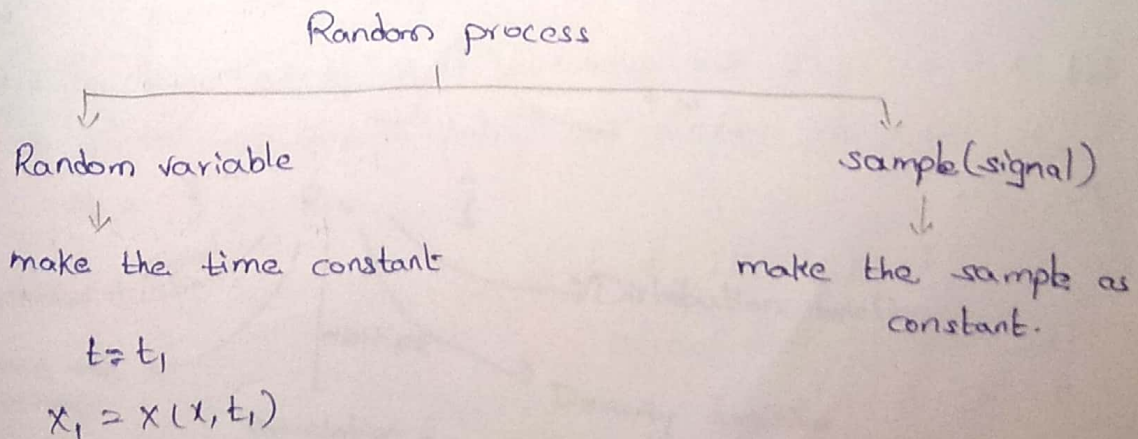 Random process
Random variable
sample (signal)
make the time constant
make the sample as
constant.
t = t₁
X₁ = X(x, t₁)